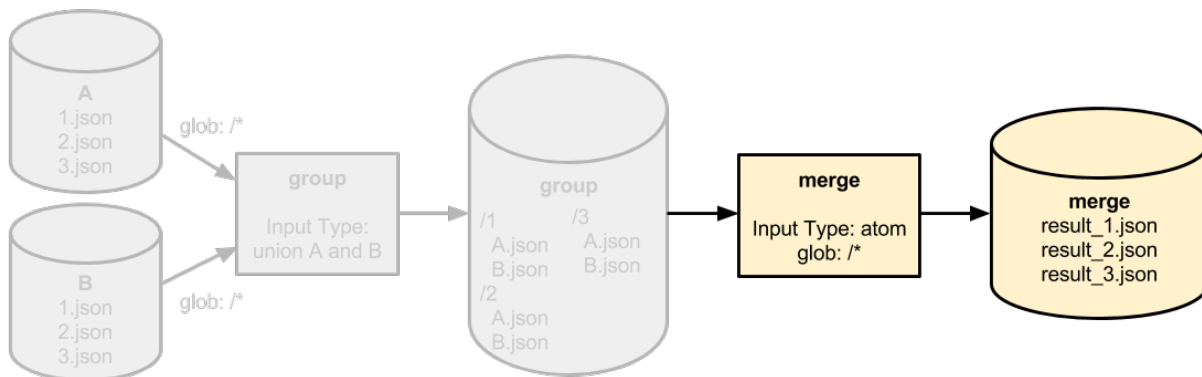 A
1.json
2.json
3.json
glob: /*
B
1.json
2.json
3.json
glob: /*
group
Input Type:
union A and B
group
/1
A.json
B.json
/2
A.json
B.json
/3
A.json
B.json
merge
Input Type: atom
glob: /*
merge
result_1.json
result_2.json
result_3.json